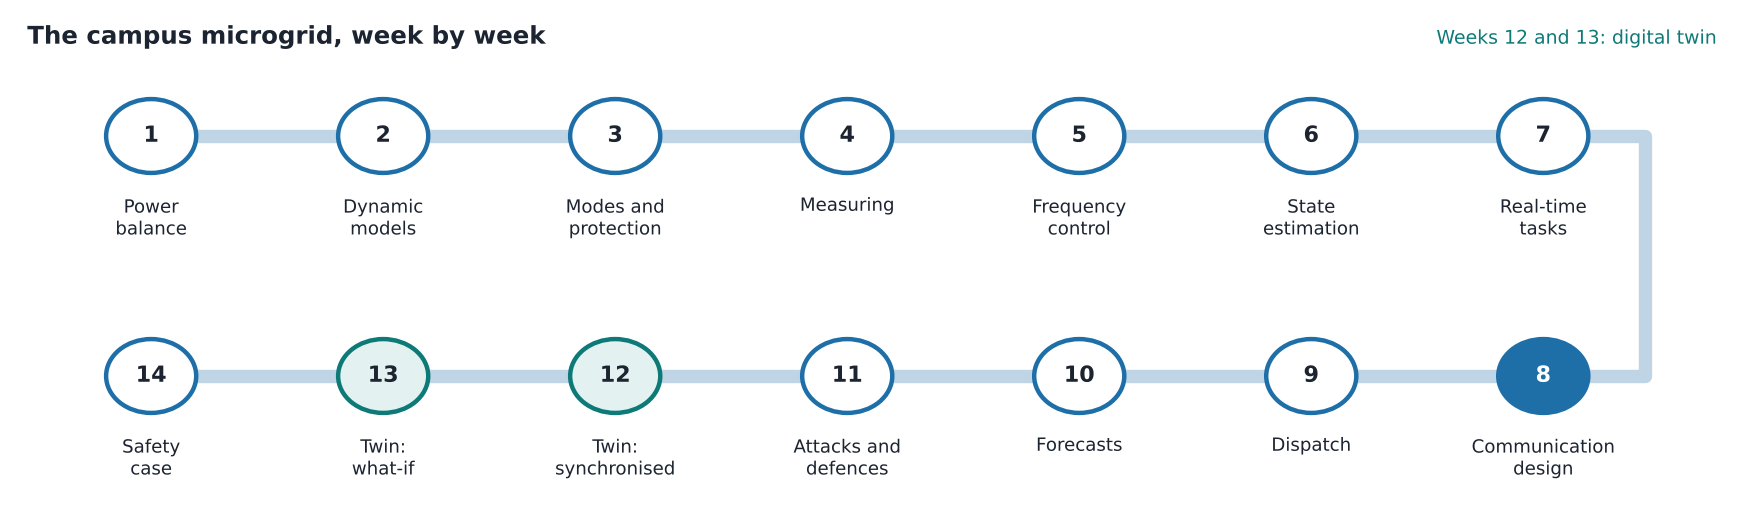 The campus microgrid, week by week
Weeks 12 and 13: digital twin
1
2
3
4
5
6
7
Power
balance
Dynamic
models
Modes and
protection
Measuring
Frequency
control
State
estimation
Real-time
tasks
14
13
12
11
10
9
8
Safety
case
Twin:
what-if
Twin:
synchronised
Attacks and
defences
Forecasts
Dispatch
Communication
design